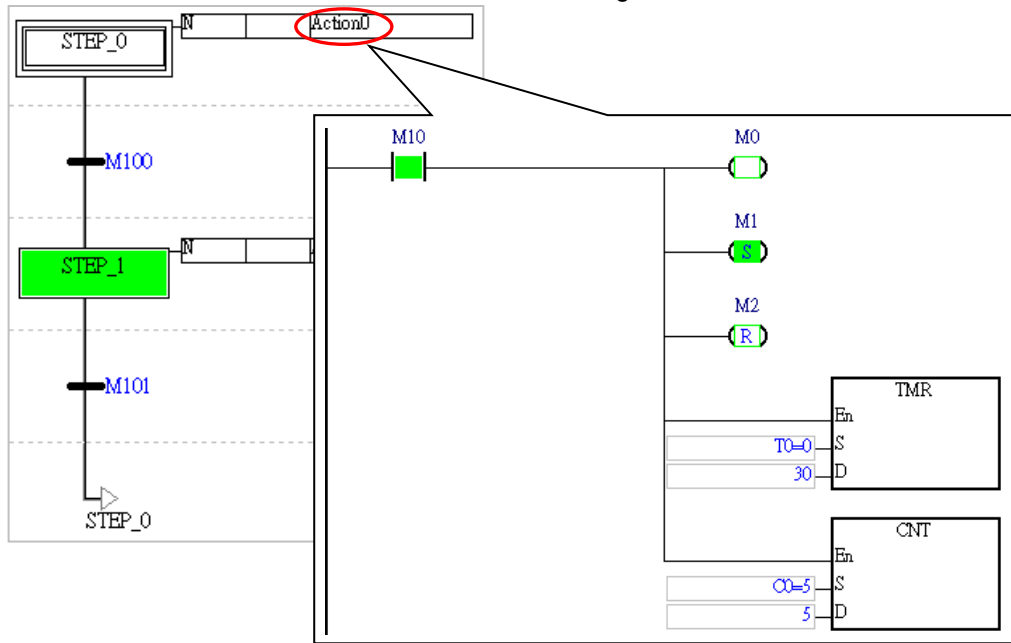 N Action0
STEP_0
M100
N
STEP_1
M101
STEP_0
M10 M0
M1
S
M2
R
TMR
En
T0=0 S
30 D
CNT
En
C0=5 S
5 D